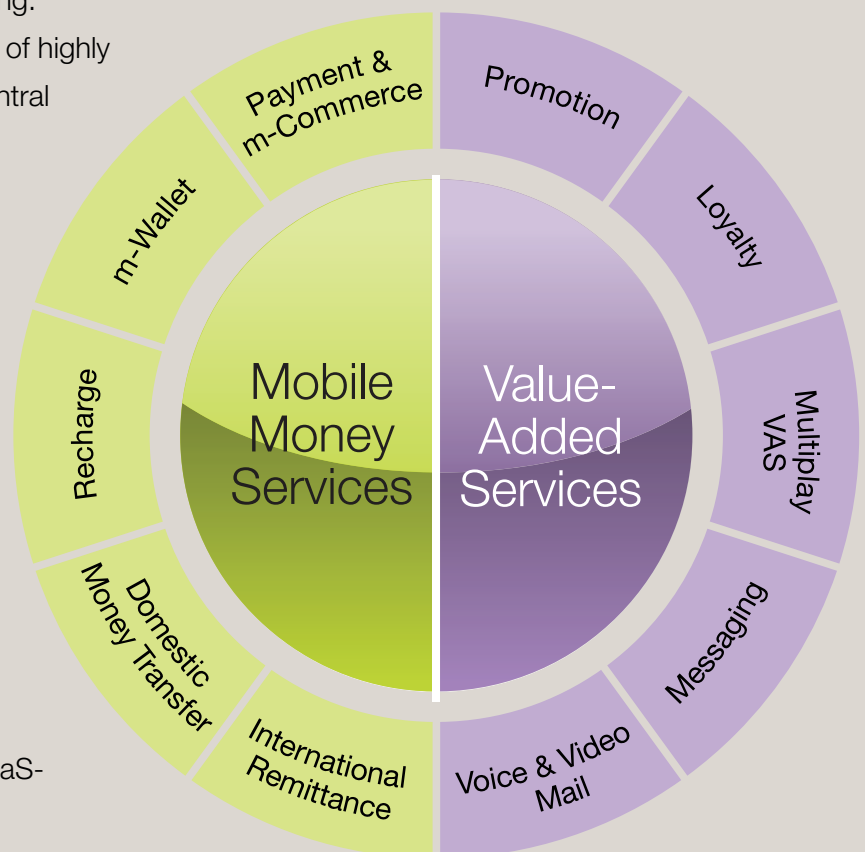 ng.
of highly
ntral
Payment &
m-Commerce
m-Wallet
Recharge
Domestic
Money Transfer
International
Remittance
Mobile
Money
Services
Value-
Added
Services
Promotion
Loyalty
Multiplay
VAS
Messaging
Voice & Video
Mail
aS-